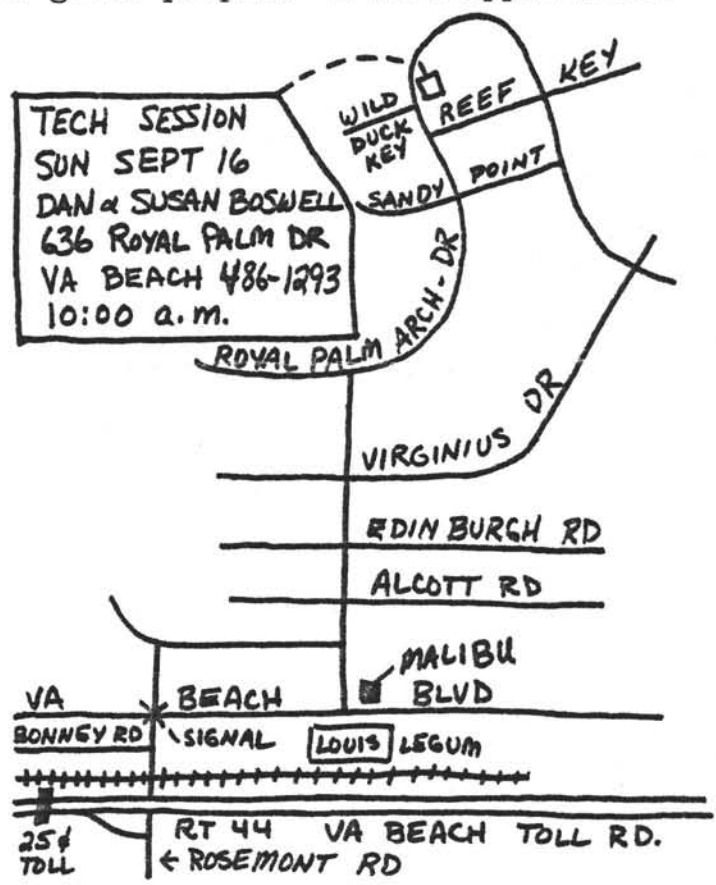 TECH SESSION
SUN SEPT 16
DAN & SUSAN BOSWELL
636 ROYAL PALM DR
VA BEACH 486-1293
10:00 a.m.
WILD
DUCK
KEY
REEF KEY
SANDY POINT
ROYAL PALM ARCH-DR
VIRGINIUS DR
EDINBURGH RD
ALCOTT RD
MALIBU
VA BEACH BLVD
BONNEY RD
SIGNAL
LOUIS LEGUM
25¢
TOLL
RT 44 VA BEACH TOLL RD.
← ROSEMONT RD